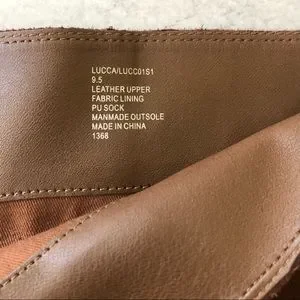 LUCCA/LUCC01S1
9.5
LEATHER UPPER
FABRIC LINING
PU SOCK
MANMADE OUTSOLE
MADE IN CHINA
1368